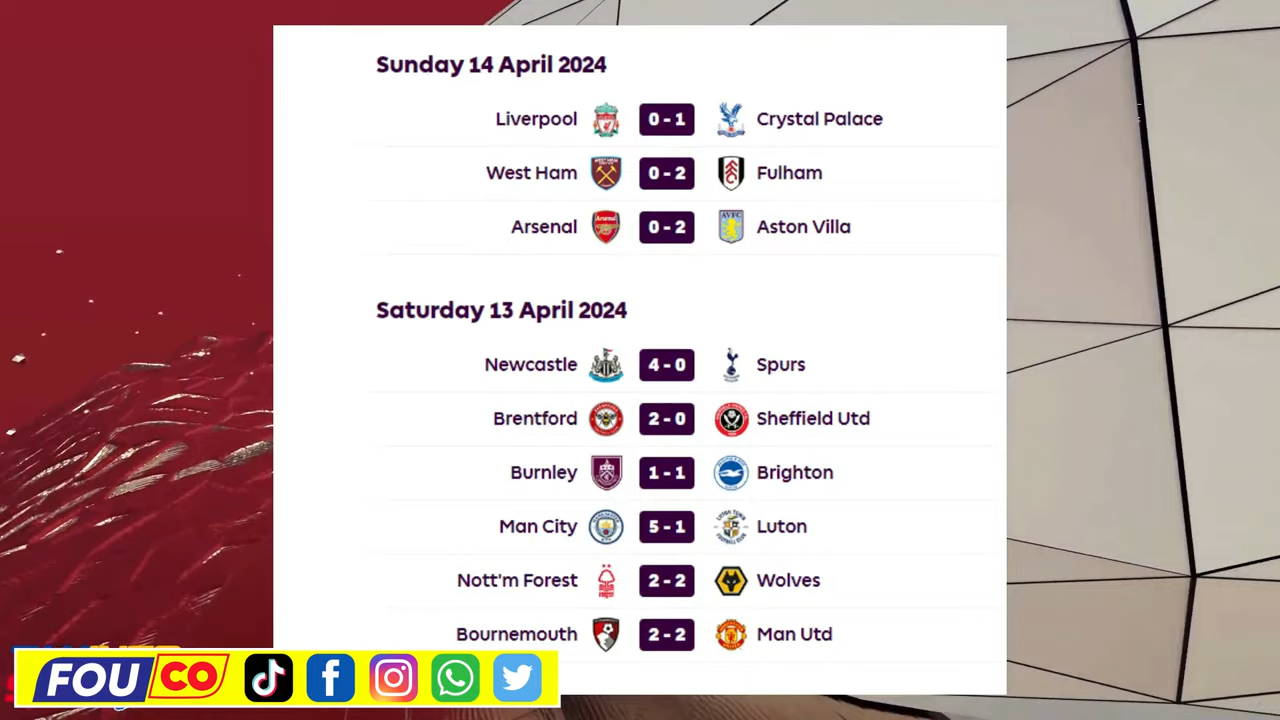 Sunday 14 April 2024
Liverpool 0 - 1 Crystal Palace
West Ham 0 - 2 Fulham
Arsenal 0 - 2 Aston Villa
Saturday 13 April 2024
Newcastle 4 - 0 Spurs
Brentford 2 - 0 Sheffield Utd
Burnley 1 - 1 Brighton
Man City 5 - 1 Luton
Nott'm Forest 2 - 2 Wolves
Bournemouth 2 - 2 Man Utd
FOUCO